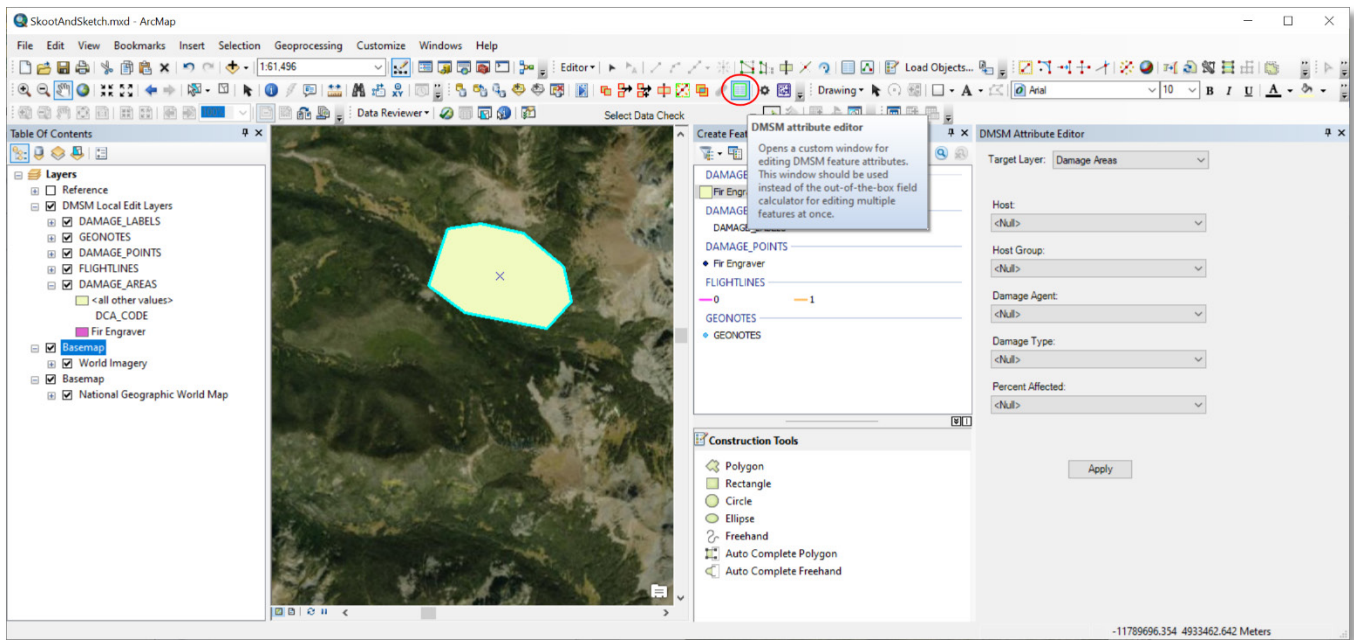 SkootAndSketch.mxd - ArcMap
File Edit View Bookmarks Insert Selection Geoprocessing Customize Windows Help
1:61,496 Editor Load Objects...
Drawing A Arial 10 B I U A
Data Reviewer Select Data Check
Table Of Contents
Layers
Reference
DMSM Local Edit Layers
DAMAGE_LABELS
GEONOTES
DAMAGE_POINTS
FLIGHTLINES
DAMAGE_AREAS
<all other values>
DCA_CODE
Fir Engraver
Basemap
World Imagery
Basemap
National Geographic World Map
Create Feat
DAMAGE
Fir Engr
DAMAGE
DAMAGE_LABELS
DAMAGE_POINTS
Fir Engraver
FLIGHTLINES
0 1
GEONOTES
GEONOTES
DMSM attribute editor
Opens a custom window for
editing DMSM feature attributes.
This window should be used
instead of the out-of-the-box field
calculator for editing multiple
features at once.
Construction Tools
Polygon
Rectangle
Circle
Ellipse
Freehand
Auto Complete Polygon
Auto Complete Freehand
DMSM Attribute Editor
Target Layer: Damage Areas
Host:
<Null>
Host Group:
<Null>
Damage Agent:
<Null>
Damage Type:
<Null>
Percent Affected:
<Null>
Apply
-11789696.354 4933462.642 Meters